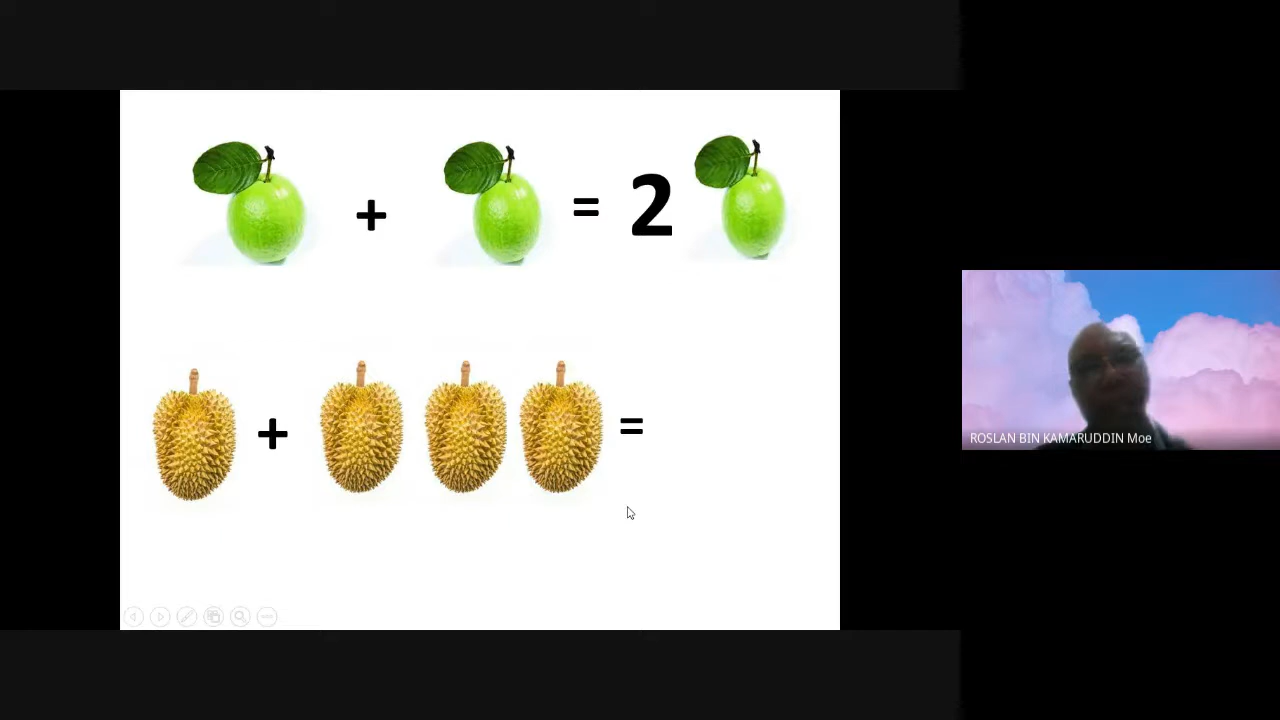 + = 2
+ =
ROSLAN BIN KAMARUDDIN Moe